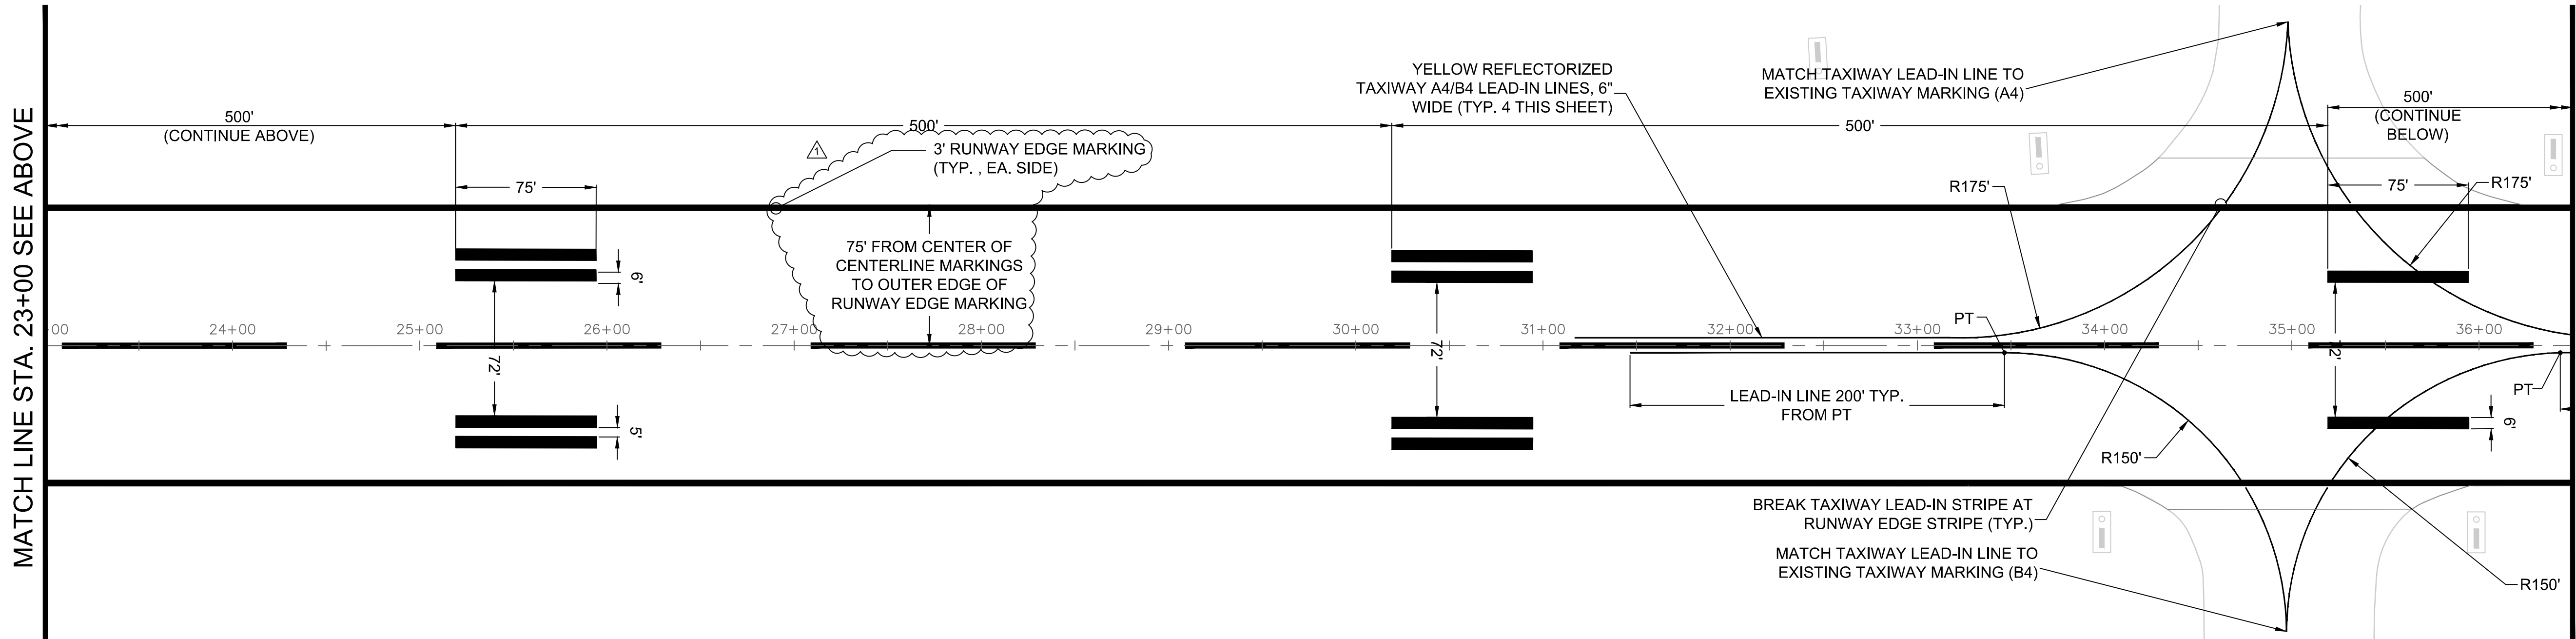 MATCH LINE STA. 23+00 SEE ABOVE
500'
(CONTINUE ABOVE)
75'
6'
72'
5'
500'
1
3' RUNWAY EDGE MARKING
(TYP. , EA. SIDE)
75' FROM CENTER OF
CENTERLINE MARKINGS
TO OUTER EDGE OF
RUNWAY EDGE MARKING
YELLOW REFLECTORIZED
TAXIWAY A4/B4 LEAD-IN LINES, 6"
WIDE (TYP. 4 THIS SHEET)
72'
500'
MATCH TAXIWAY LEAD-IN LINE TO
EXISTING TAXIWAY MARKING (A4)
500'
(CONTINUE
BELOW)
R175'
75'
R175'
00
24+00
25+00
26+00
27+00
28+00
29+00
30+00
31+00
32+00
33+00
34+00
35+00
36+00
PT
72'
PT
LEAD-IN LINE 200' TYP.
FROM PT
6'
R150'
BREAK TAXIWAY LEAD-IN STRIPE AT
RUNWAY EDGE STRIPE (TYP.)
MATCH TAXIWAY LEAD-IN LINE TO
EXISTING TAXIWAY MARKING (B4)
R150'